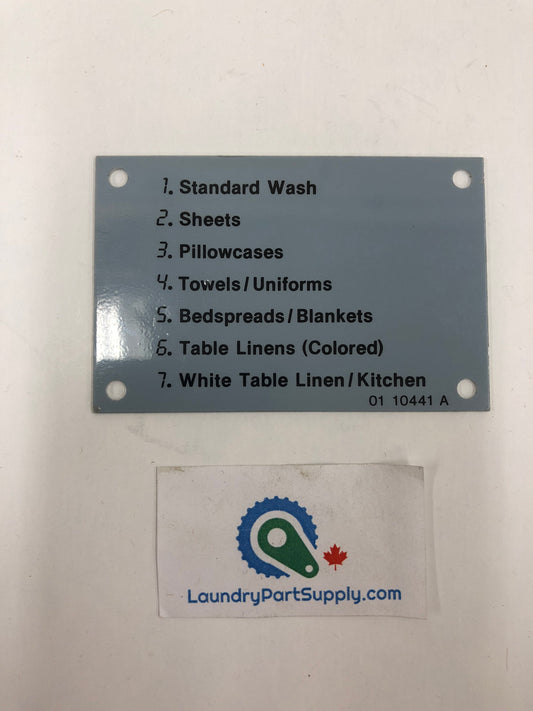 1. Standard Wash
2. Sheets
3. Pillowcases
4. Towels/Uniforms
5. Bedspreads/Blankets
6. Table Linens (Colored)
7. White Table Linen/Kitchen
01 10441 A
LaundryPartSupply.com